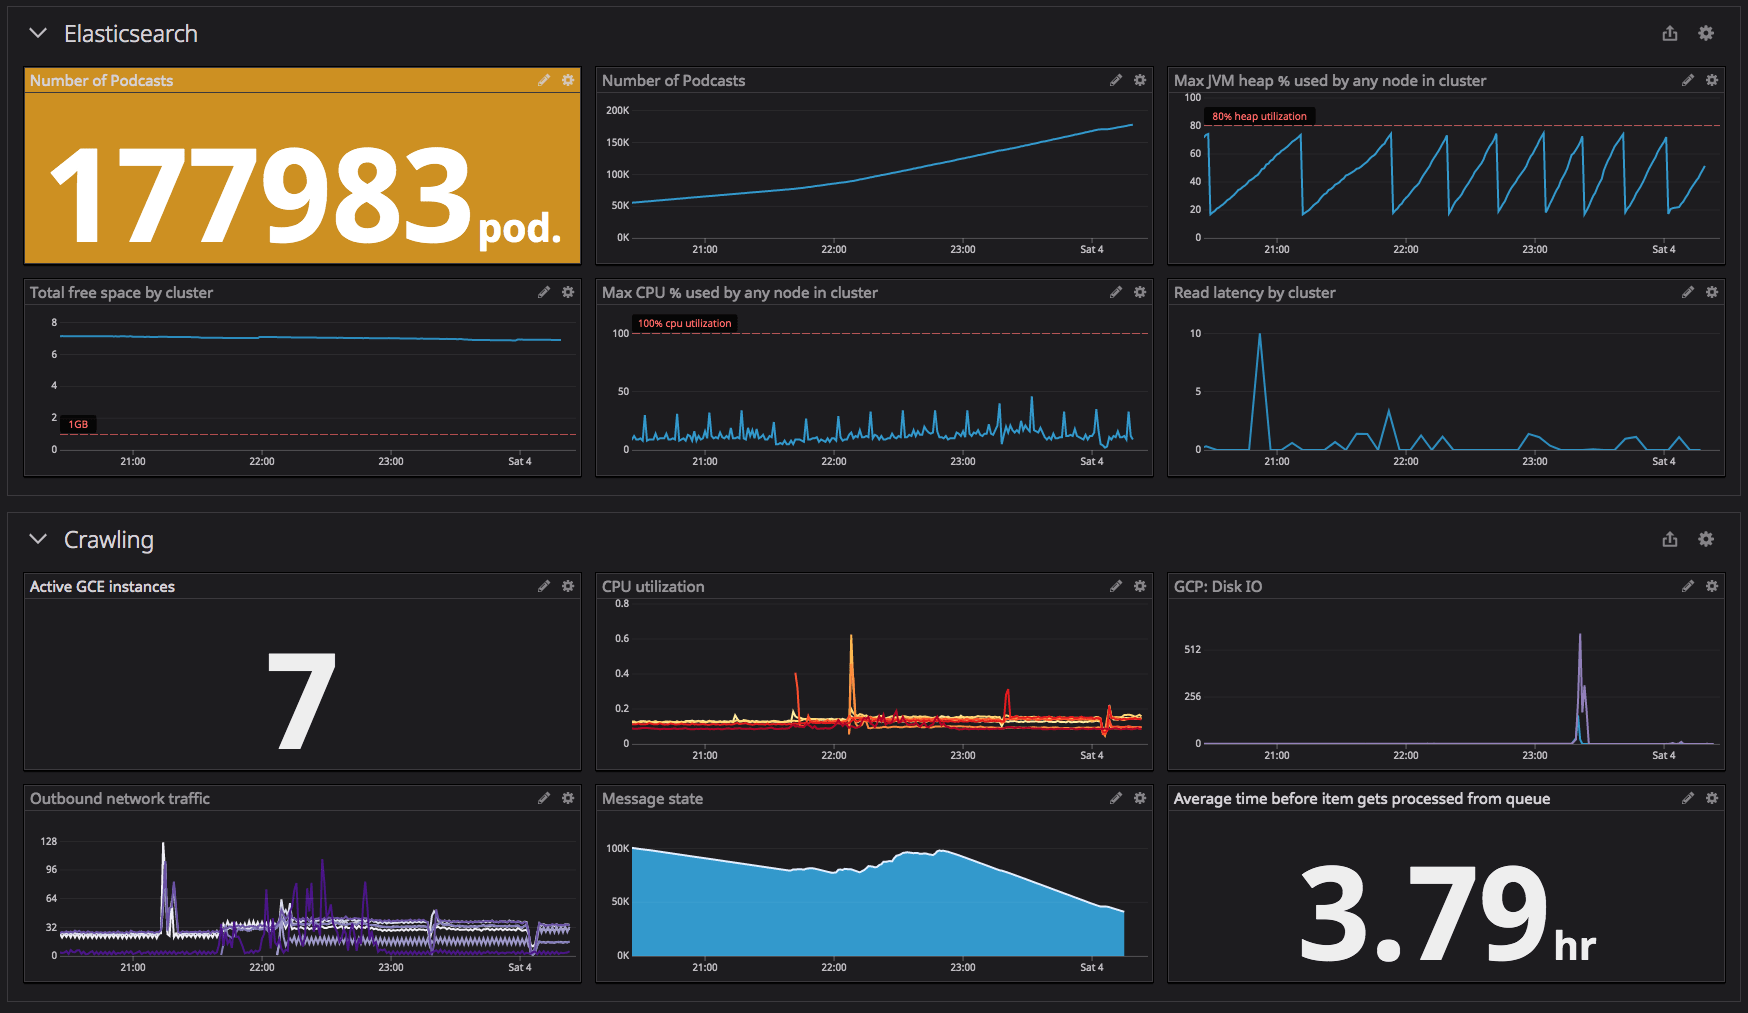 Elasticsearch
Number of Podcasts
177983 pod.
Number of Podcasts
200K
150K
100K
50K
0K
21:00 22:00 23:00 Sat 4
Max JVM heap % used by any node in cluster
100
80% heap utilization
80
60
40
20
0
21:00 22:00 23:00 Sat 4
Total free space by cluster
8
6
4
2
1GB
0
21:00 22:00 23:00 Sat 4
Max CPU % used by any node in cluster
100% cpu utilization
100
50
0
21:00 22:00 23:00 Sat 4
Read latency by cluster
10
5
0
21:00 22:00 23:00 Sat 4
Crawling
Active GCE instances
7
CPU utilization
0.8
0.6
0.4
0.2
0
21:00 22:00 23:00 Sat 4
GCP: Disk IO
512
256
0
21:00 22:00 23:00 Sat 4
Outbound network traffic
128
96
64
32
0
21:00 22:00 23:00 Sat 4
Message state
100K
50K
0K
21:00 22:00 23:00 Sat 4
Average time before item gets processed from queue
3.79 hr